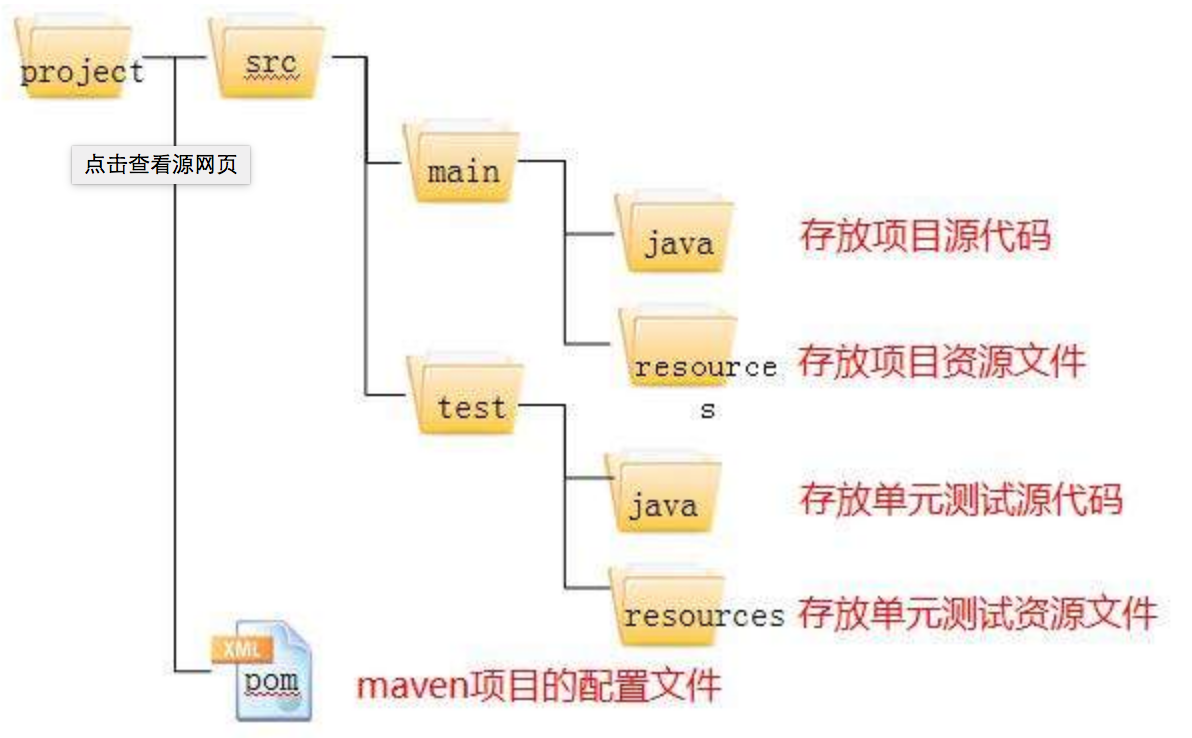 project
src
点击查看源网页
main
java
存放项目源代码
resource
s
存放项目资源文件
test
java
存放单元测试源代码
resources
存放单元测试资源文件
XML
pom
maven项目的配置文件